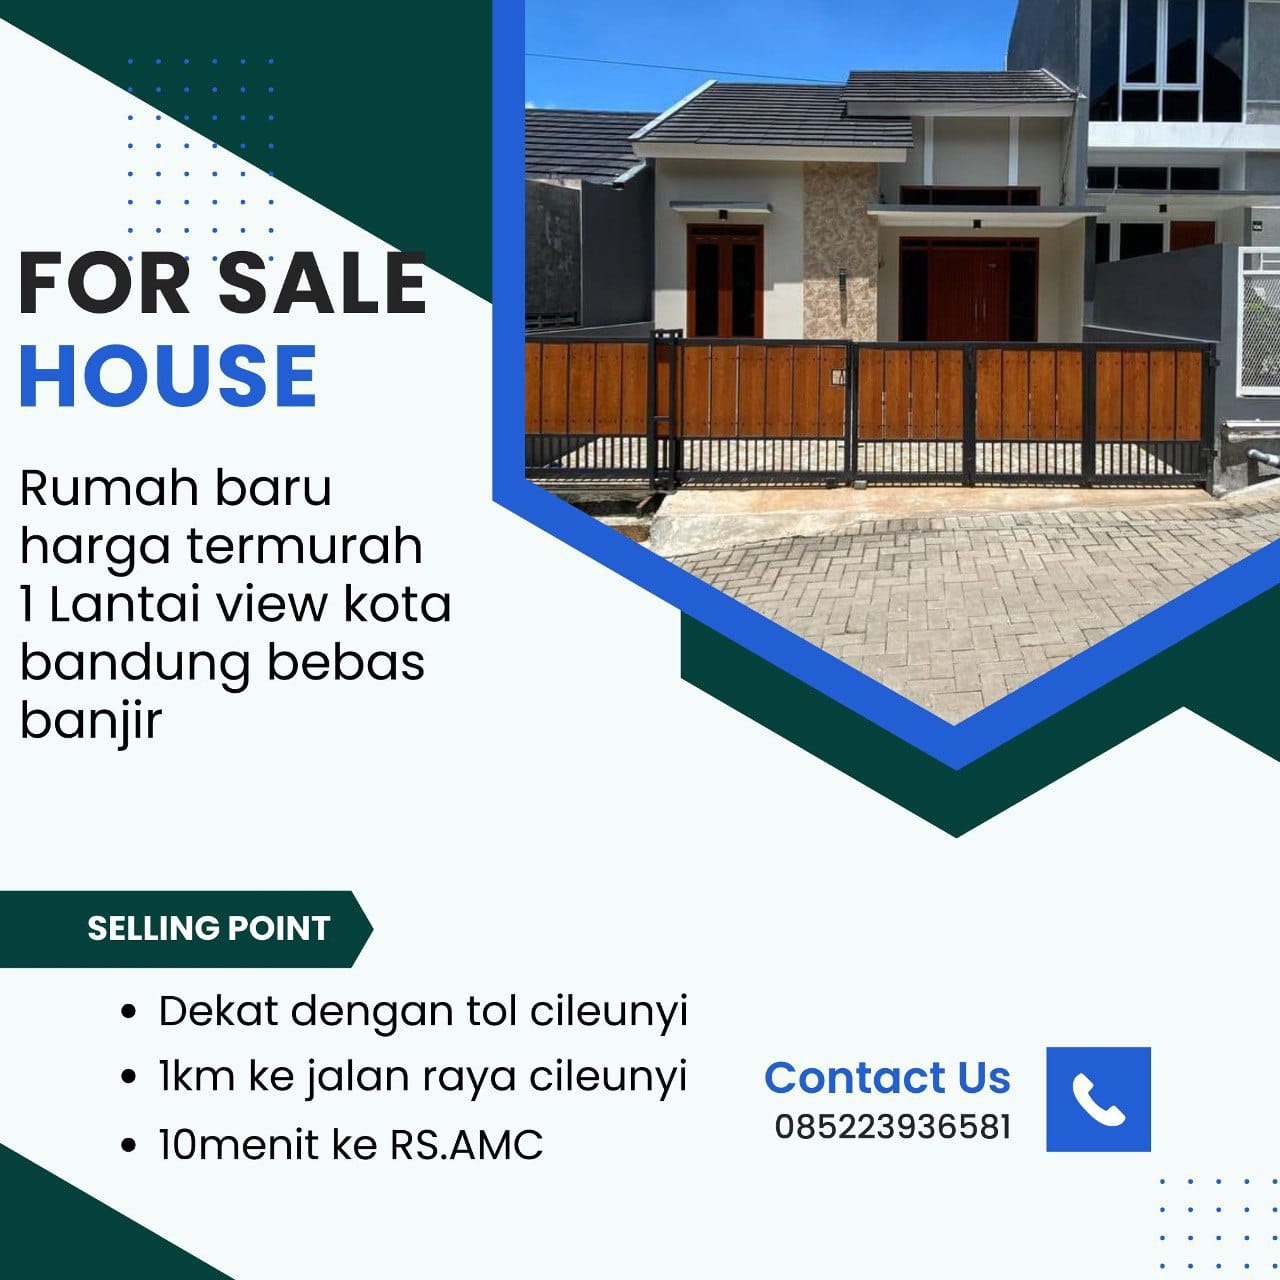 FOR SALE
HOUSE
Rumah baru
harga termurah
1 Lantai view kota
bandung bebas
banjir
SELLING POINT
• Dekat dengan tol cileunyi
• 1km ke jalan raya cileunyi
• 10menit ke RS.AMC
Contact Us
085223936581